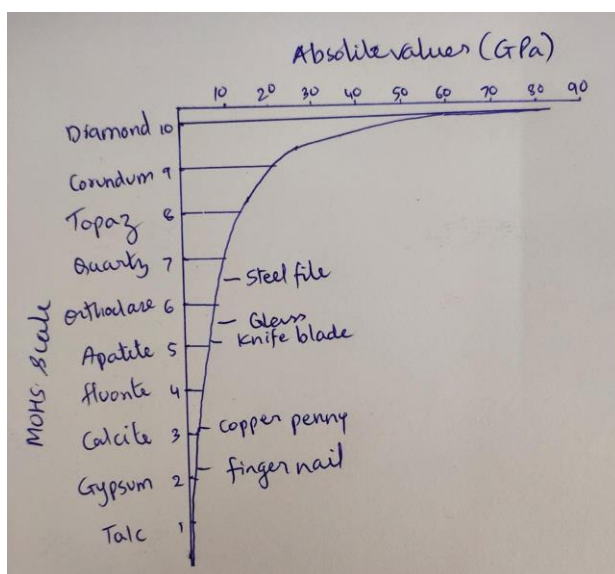 Absolite values (GPa)
10 20 30 40 50 60 70 80 90
Diamond 10
Corundum 9
Topaz 8
Quartz 7
Steel file
Orthoclase 6
Glass
Knife blade
Apatite 5
fluorite 4
Copper penny
Calcite 3
finger nail
Gypsum 2
Talc 1
MOHS Scale